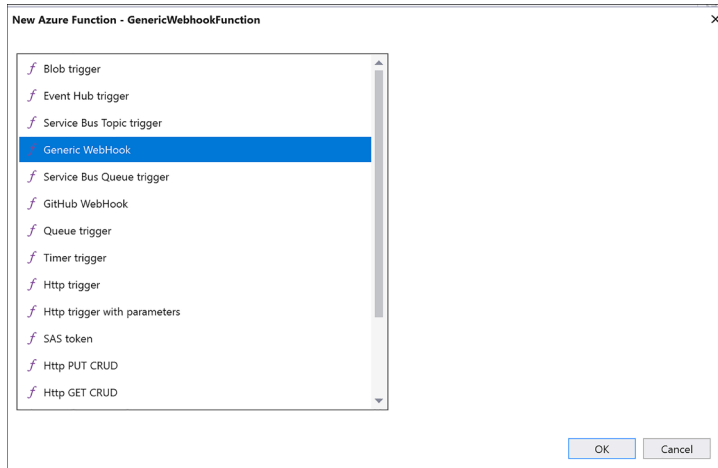 New Azure Function - GenericWebhookFunction
Blob trigger
Event Hub trigger
Service Bus Topic trigger
Generic WebHook
Service Bus Queue trigger
GitHub WebHook
Queue trigger
Timer trigger
Http trigger
Http trigger with parameters
SAS token
Http PUT CRUD
Http GET CRUD
OK Cancel